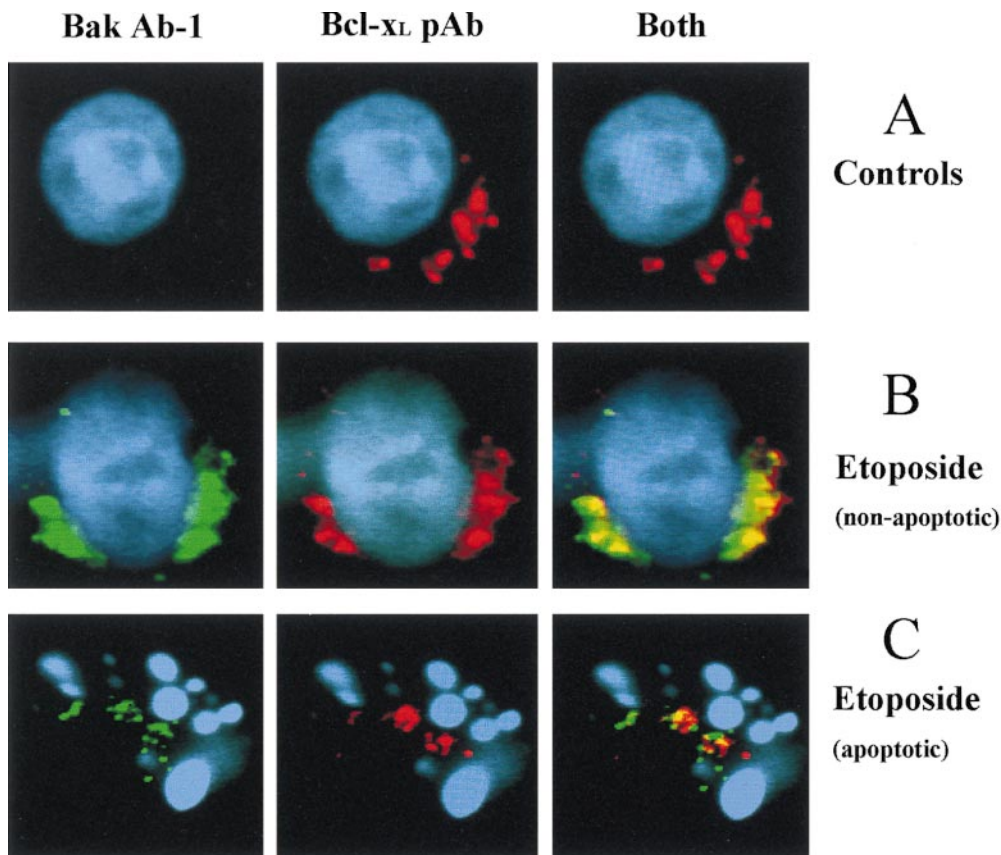 Bak Ab-1 Bcl-xL pAb Both
A
Controls
B
Etoposide
(non-apoptotic)
C
Etoposide
(apoptotic)